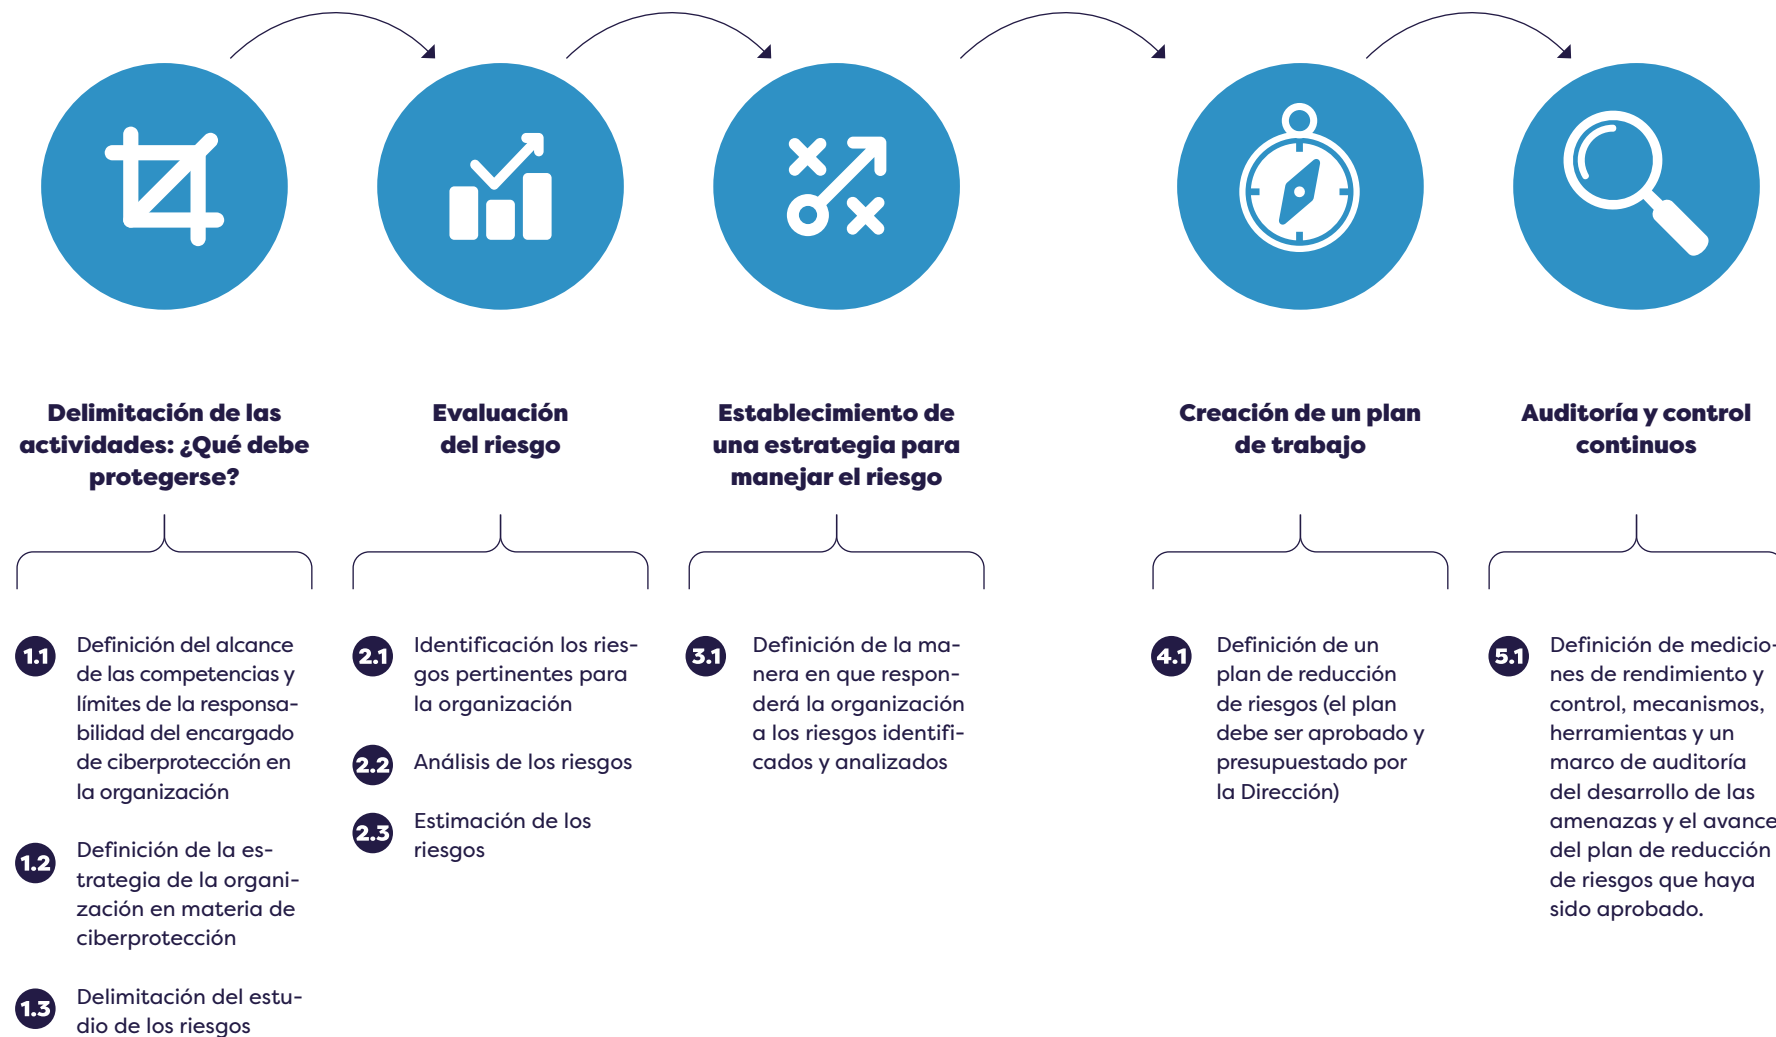 Delimitación de las
actividades: ¿Qué debe
protegerse?
1.1
Definición del alcance
de las competencias y
límites de la responsa-
bilidad del encargado
de ciberprotección en
la organización
1.2
Definición de la es-
trategia de la organi-
zación en materia de
ciberprotección
1.3
Delimitación del estu-
dio de los riesgos
Evaluación
del riesgo
2.1
Identificación los ries-
gos pertinentes para
la organización
2.2
Análisis de los riesgos
2.3
Estimación de los
riesgos
Establecimiento de
una estrategia para
manejar el riesgo
3.1
Definición de la ma-
nera en que respon-
derá la organización
a los riesgos identifi-
cados y analizados
Creación de un plan
de trabajo
4.1
Definición de un
plan de reducción
de riesgos (el plan
debe ser aprobado y
presupuestado por
la Dirección)
Auditoría y control
continuos
5.1
Definición de medicio-
nes de rendimiento y
control, mecanismos,
herramientas y un
marco de auditoría
del desarrollo de las
amenazas y el avance
del plan de reducción
de riesgos que haya
sido aprobado.